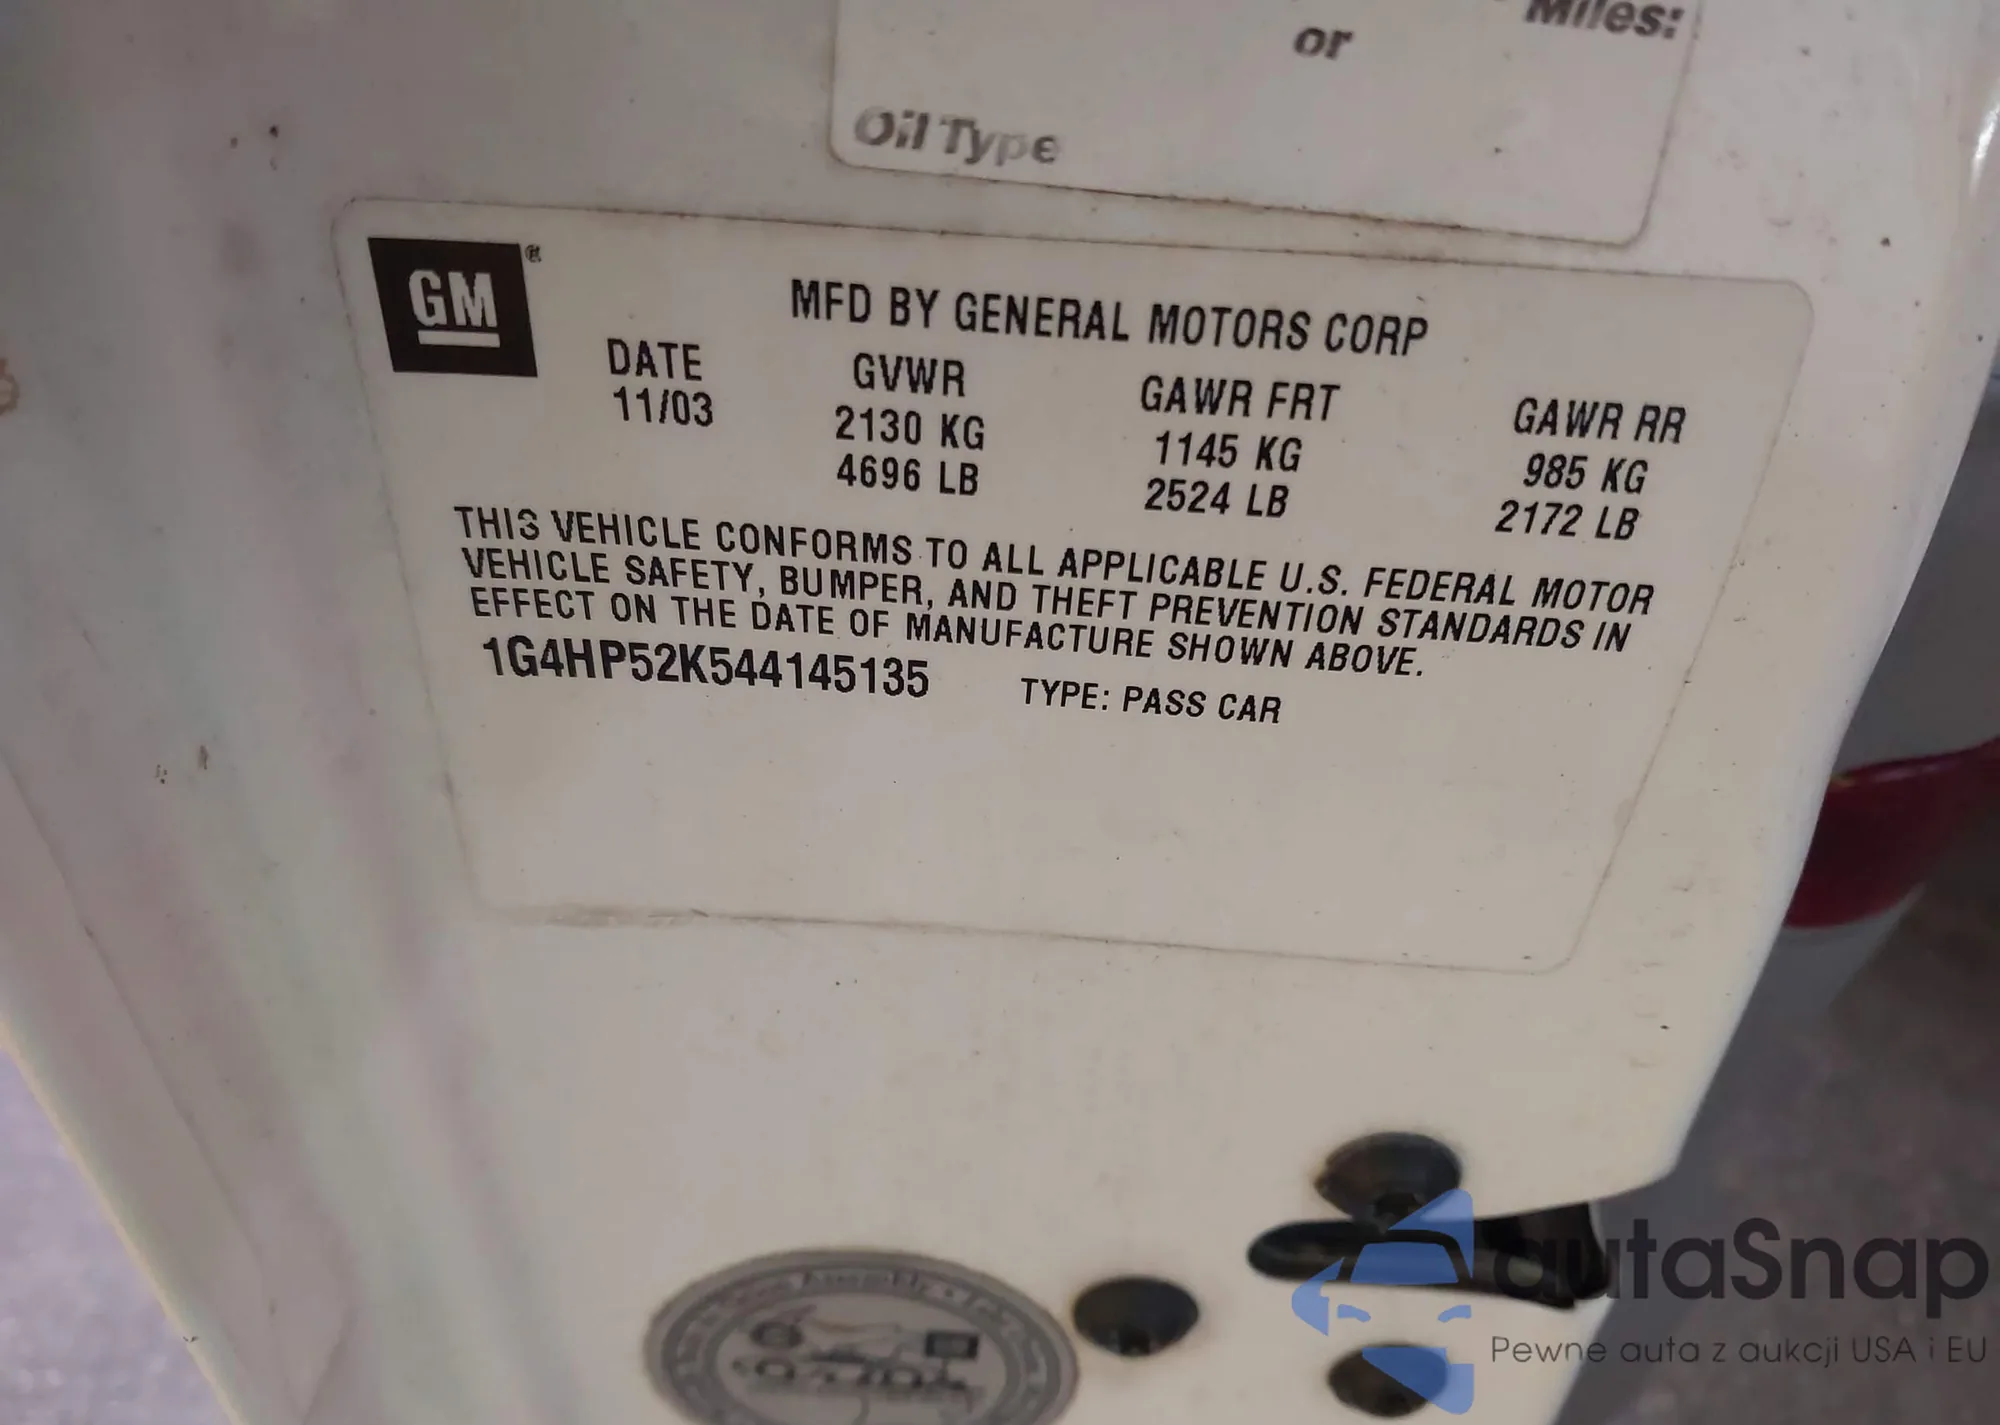 Miles:
or
Oil Type
GM®
MFD BY GENERAL MOTORS CORP
DATE GVWR GAWR FRT GAWR RR
11/03 2130 KG 1145 KG 985 KG
4696 LB 2524 LB 2172 LB
THIS VEHICLE CONFORMS TO ALL APPLICABLE U.S. FEDERAL MOTOR
VEHICLE SAFETY, BUMPER, AND THEFT PREVENTION STANDARDS IN
EFFECT ON THE DATE OF MANUFACTURE SHOWN ABOVE.
1G4HP52K544145135 TYPE: PASS CAR
Assembly
autaSnap
Pewne auta z aukcji USA i EU